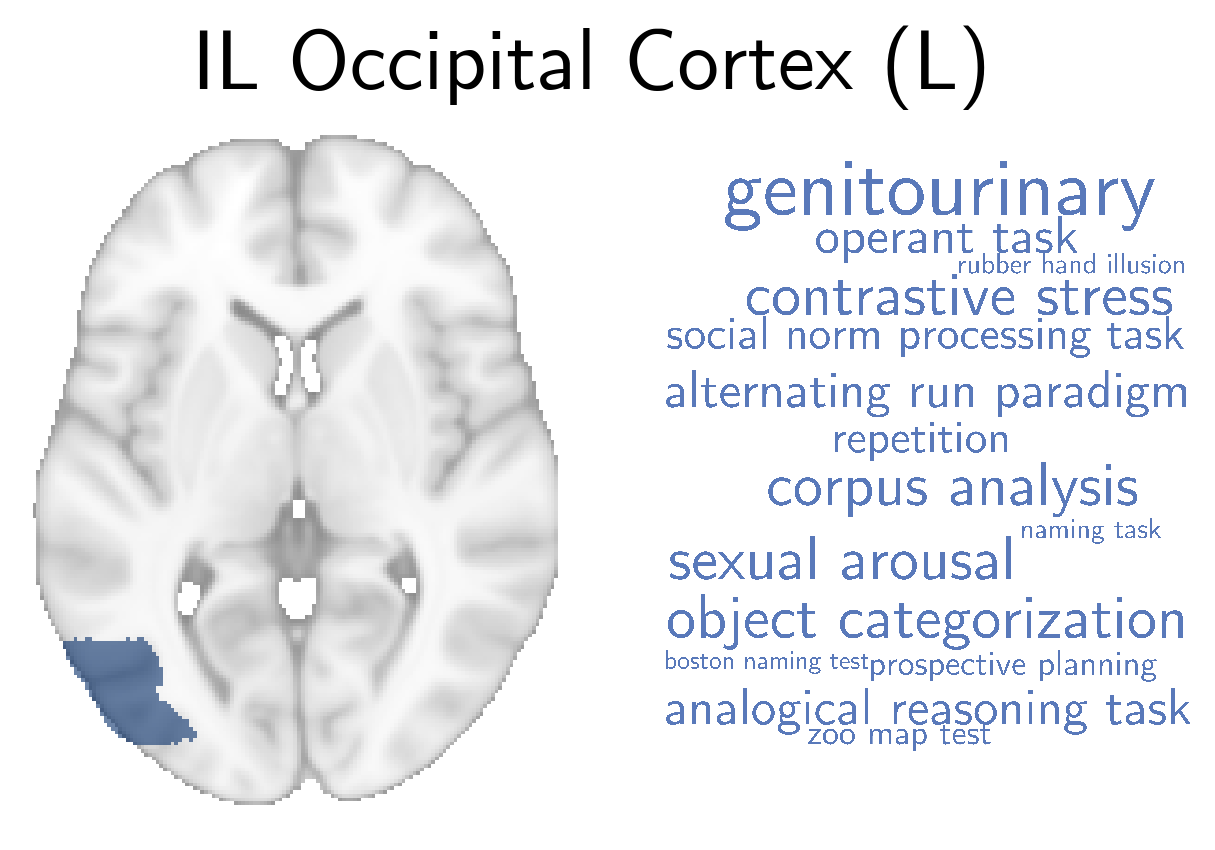 IL Occipital Cortex (L)
genitourinary
operant task
rubber hand illusion
contrastive stress
social norm processing task
alternating run paradigm
repetition
corpus analysis
naming task
sexual arousal
object categorization
boston naming test
prospective planning
analogical reasoning task
zoo map test